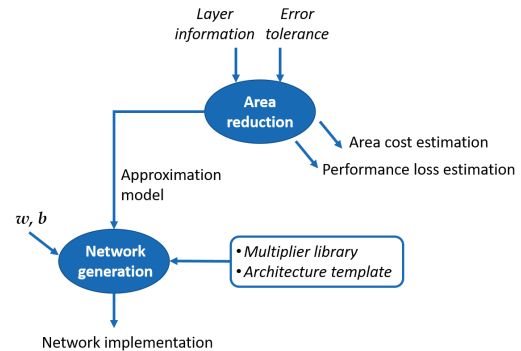 Layer
information
Error
tolerance
Area
reduction
Area cost estimation
Performance loss estimation
Approximation
model
w, b
Network
generation
• Multiplier library
• Architecture template
Network implementation